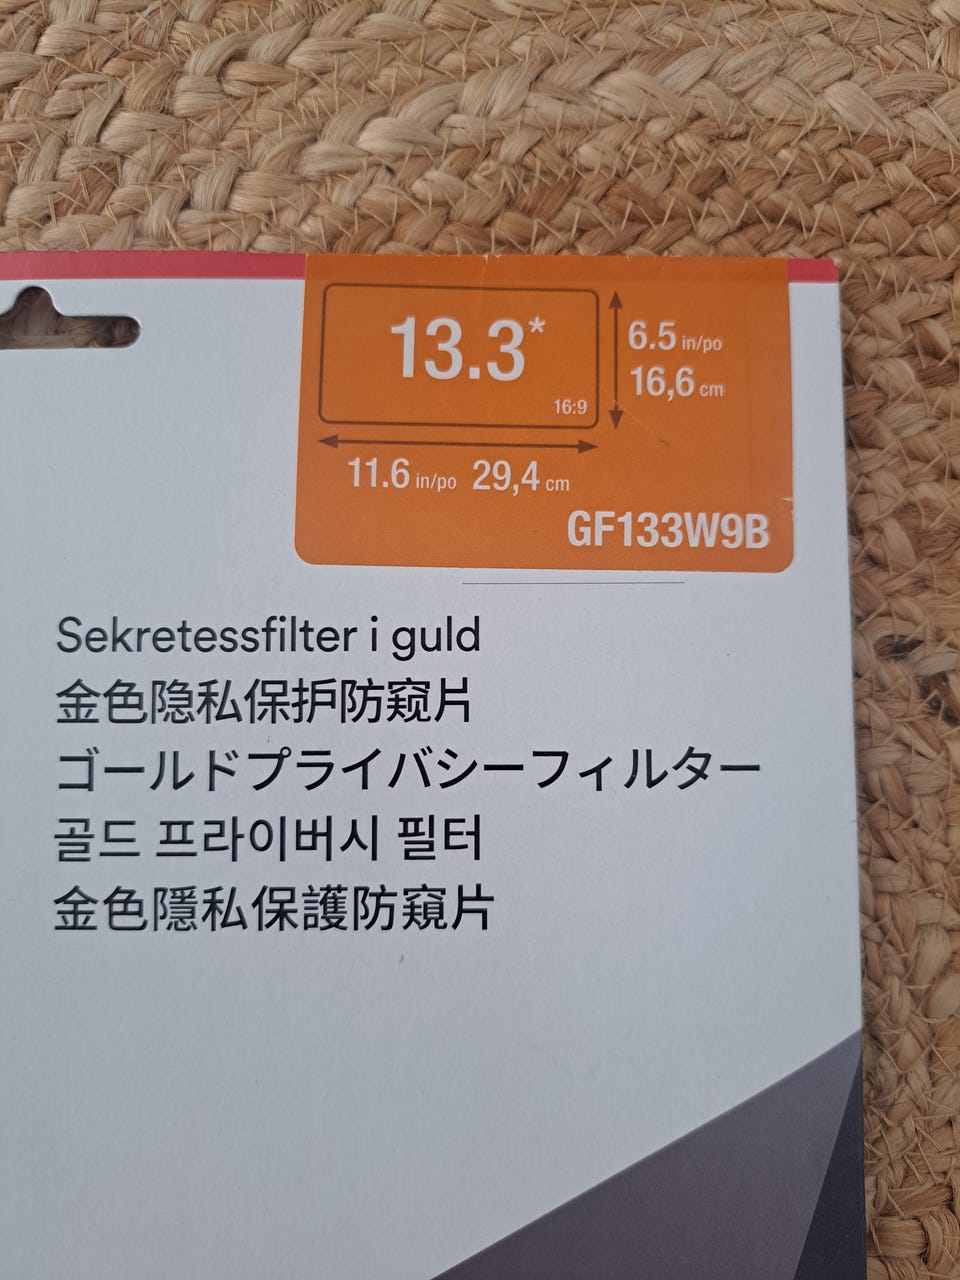 13.3*
16:9
6.5 in/po
16,6 cm
11.6 in/po 29,4 cm
GF133W9B
Sekretessfilter i guld
金色隐私保护防窥片
ゴールドプライバシーフィルター
골드 프라이버시 필터
金色隱私保護防窺片